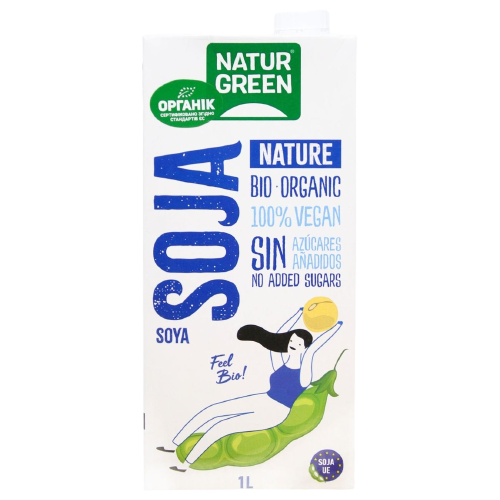 NATUR
GREEN
®
ОРГАНІК
СЕРТИФІКОВАНО ЗГІДНО
СТАНДАРТІВ ЄС
SOJA
SOYA
NATURE
BIO·ORGANIC
100% VEGAN
SIN AZÚCARES
AÑADIDOS
NO ADDED SUGARS
Feel
Bio!
1L
SOJA
UE